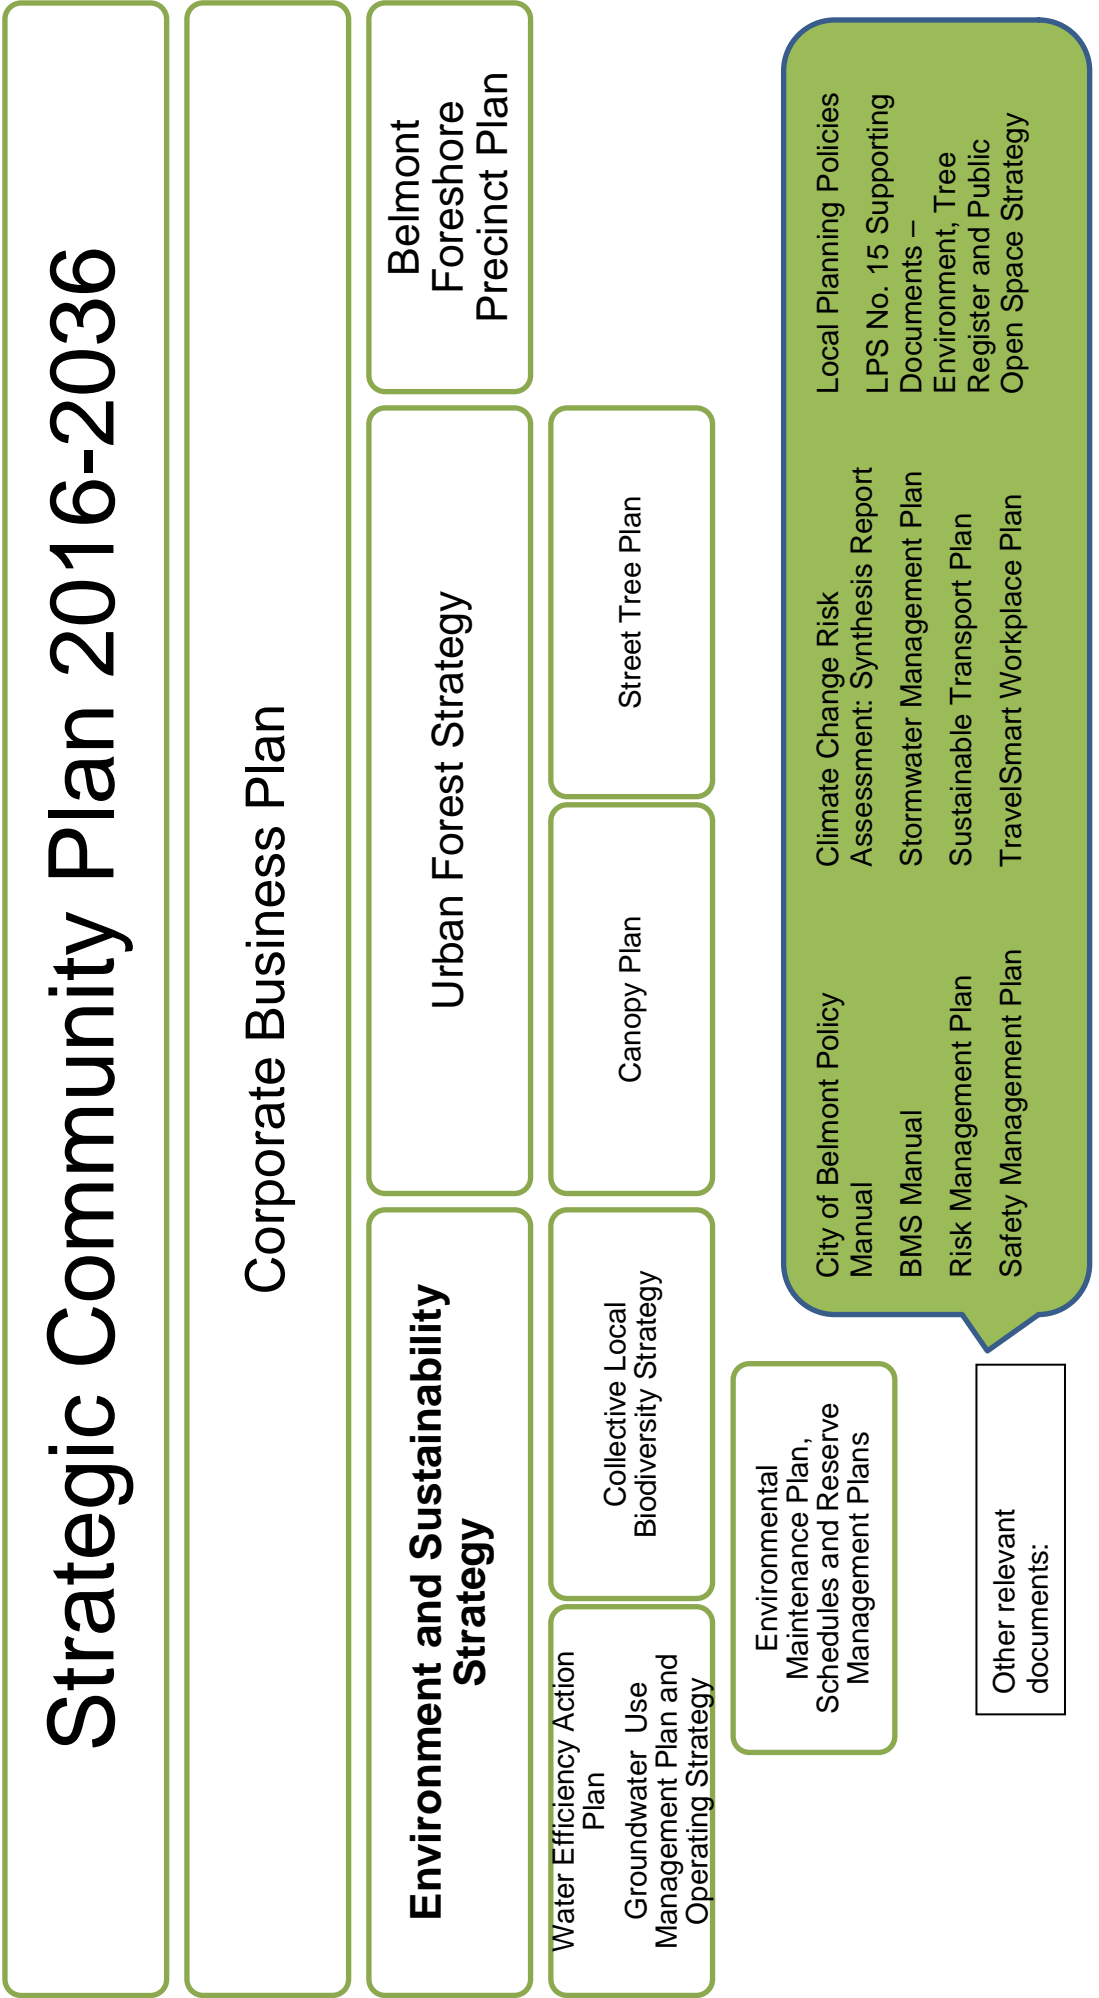 Strategic Community Plan 2016-2036
Corporate Business Plan
Environment and Sustainability
Strategy
Urban Forest Strategy
Belmont
Foreshore
Precinct Plan
Water Efficiency Action
Plan
Groundwater Use
Management Plan and
Operating Strategy
Collective Local
Biodiversity Strategy
Canopy Plan
Street Tree Plan
Environmental
Maintenance Plan,
Schedules and Reserve
Management Plans
Other relevant
documents:
City of Belmont Policy
Manual
BMS Manual
Risk Management Plan
Safety Management Plan
Climate Change Risk
Assessment: Synthesis Report
Stormwater Management Plan
Sustainable Transport Plan
TravelSmart Workplace Plan
Local Planning Policies
LPS No. 15 Supporting
Documents –
Environment, Tree
Register and Public
Open Space Strategy